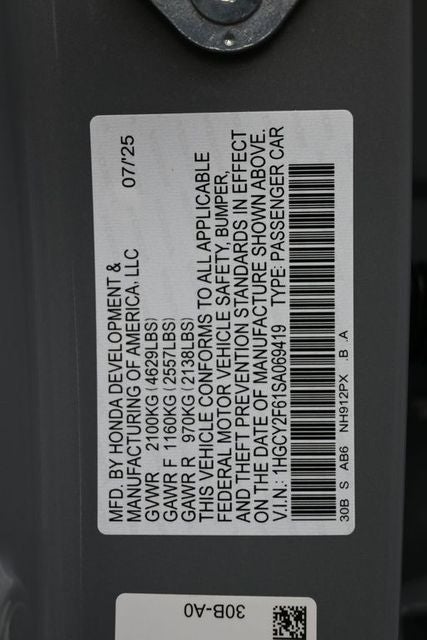 MFD. BY HONDA DEVELOPMENT &
MANUFACTURING OF AMERICA, LLC 07/'25
GVWR 2100KG (4629LBS)
GAWR F 1160KG (2557LBS)
GAWR R 970KG (2138LBS)
THIS VEHICLE CONFORMS TO ALL APPLICABLE
FEDERAL MOTOR VEHICLE SAFETY, BUMPER,
AND THEFT PREVENTION STANDARDS IN EFFECT
ON THE DATE OF MANUFACTURE SHOWN ABOVE.
V.I.N.: 1HGCY2F61SA069419 TYPE: PASSENGER CAR
30B S AB6 NH912PX .B .A
30B-A0